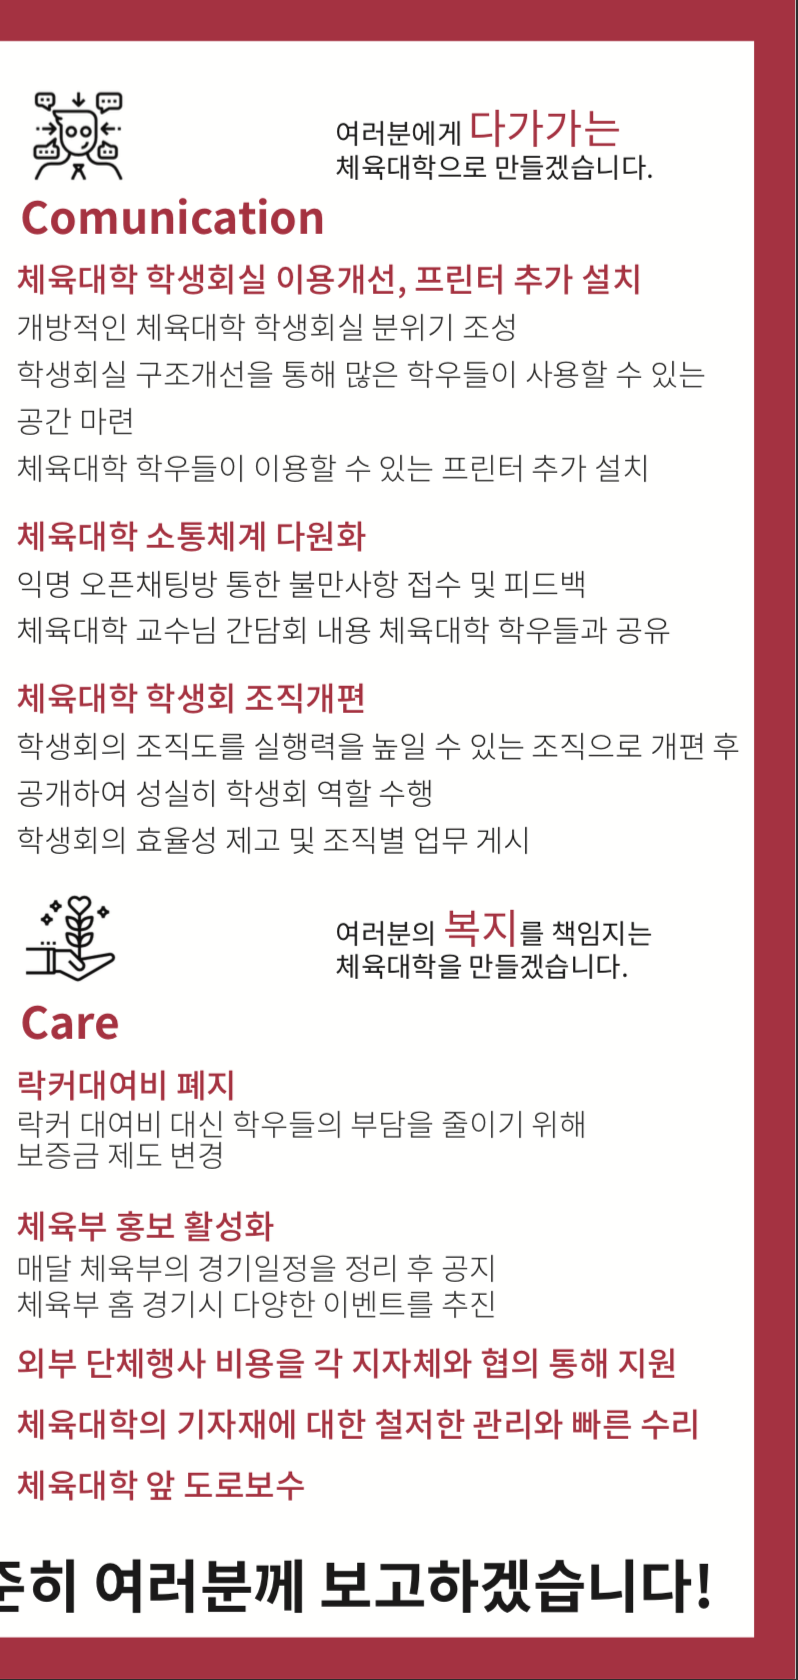 여러분에게 다가가는
체육대학으로 만들겠습니다.
Comunication
체육대학 학생회실 이용개선, 프린터 추가 설치
개방적인 체육대학 학생회실 분위기 조성
학생회실 구조개선을 통해 많은 학우들이 사용할 수 있는
공간 마련
체육대학 학우들이 이용할 수 있는 프린터 추가 설치
체육대학 소통체계 다원화
익명 오픈채팅방 통한 불만사항 접수 및 피드백
체육대학 교수님 간담회 내용 체육대학 학우들과 공유
체육대학 학생회 조직개편
학생회의 조직도를 실행력을 높일 수 있는 조직으로 개편 후
공개하여 성실히 학생회 역할 수행
학생회의 효율성 제고 및 조직별 업무 게시
여러분의 복지를 책임지는
체육대학을 만들겠습니다.
Care
락커대여비 폐지
락커 대여비 대신 학우들의 부담을 줄이기 위해
보증금 제도 변경
체육부 홍보 활성화
매달 체육부의 경기일정을 정리 후 공지
체육부 홈 경기시 다양한 이벤트를 추진
외부 단체행사 비용을 각 지자체와 협의 통해 지원
체육대학의 기자재에 대한 철저한 관리와 빠른 수리
체육대학 앞 도로보수
준히 여러분께 보고하겠습니다!